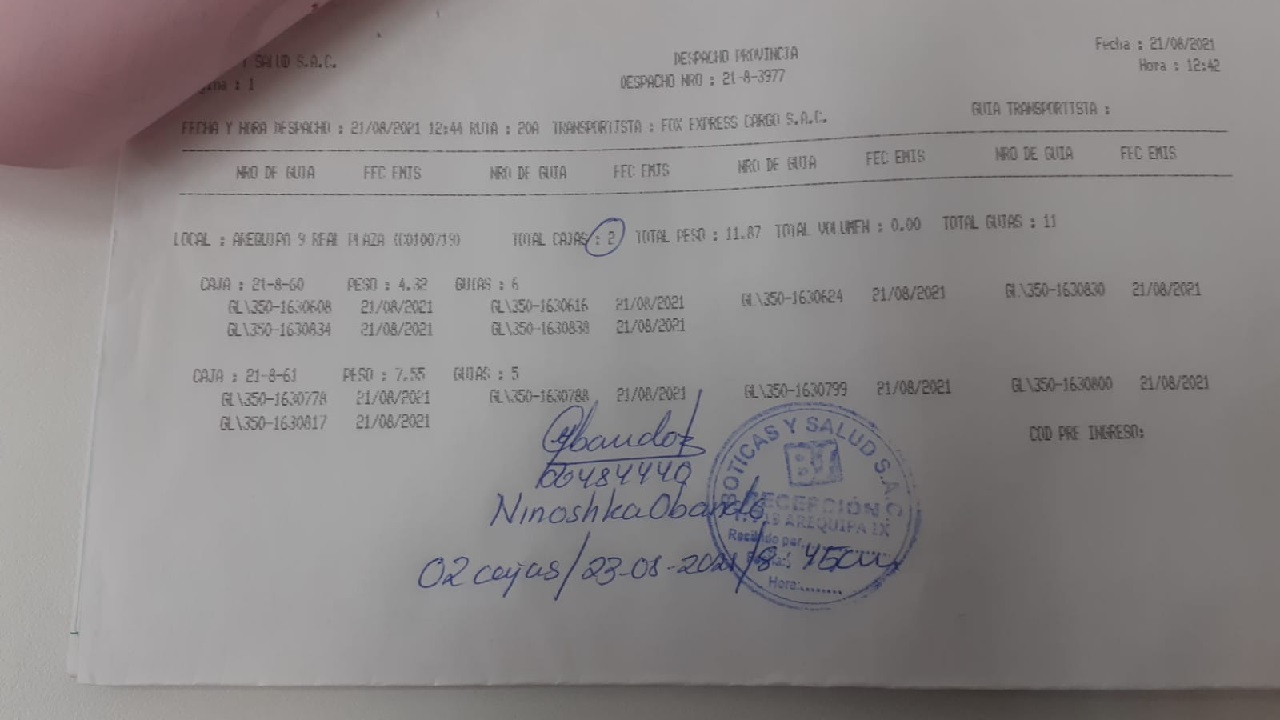 SALUD S.A.C.
DESPACHO PROVINCIA
Fecha : 21/08/2021
: 1
DESPACHO NRO : 21-8-3977
Hora : 12:42
FECHA Y HORA DESPACHO : 21/08/2021 12:44 RUTA : 20A TRANSPORTISTA : FOX EXPRESS CARGO S.A.C.
GUIA TRANSPORTISTA :
NRO DE GUIA FEC EMIS NRO DE GUIA FEC EMIS NRO DE GUIA FEC EMIS NRO DE GUIA FEC EMIS
LOCAL : AREQUIPA 9 REAL PLAZA (C0100719) TOTAL CAJAS : 2 TOTAL PESO : 11.87 TOTAL VOLUMEN : 0.00 TOTAL GUIAS : 11
CAJA : 21-8-60 PESO : 4.32 GUIAS : 6
GL\350-1630608 21/08/2021 GL\350-1630616 21/08/2021 GL\350-1630624 21/08/2021 GL\350-1630830 21/08/2021
GL\350-1630834 21/08/2021 GL\350-1630838 21/08/2021
CAJA : 21-8-61 PESO : 7.55 GUIAS : 5
GL\350-1630778 21/08/2021 GL\350-1630788 21/08/2021 GL\350-1630799 21/08/2021 GL\350-1630800 21/08/2021
GL\350-1630817 21/08/2021
COD PRE INGRESO:
BOTICAS Y SALUD S.A.C.
RECEPCIÓN
AREQUIPA IX
Recibido por
Hora:
Obando
Ninoshka Obando
02 cajas / 23-08-2021 / 8:45am